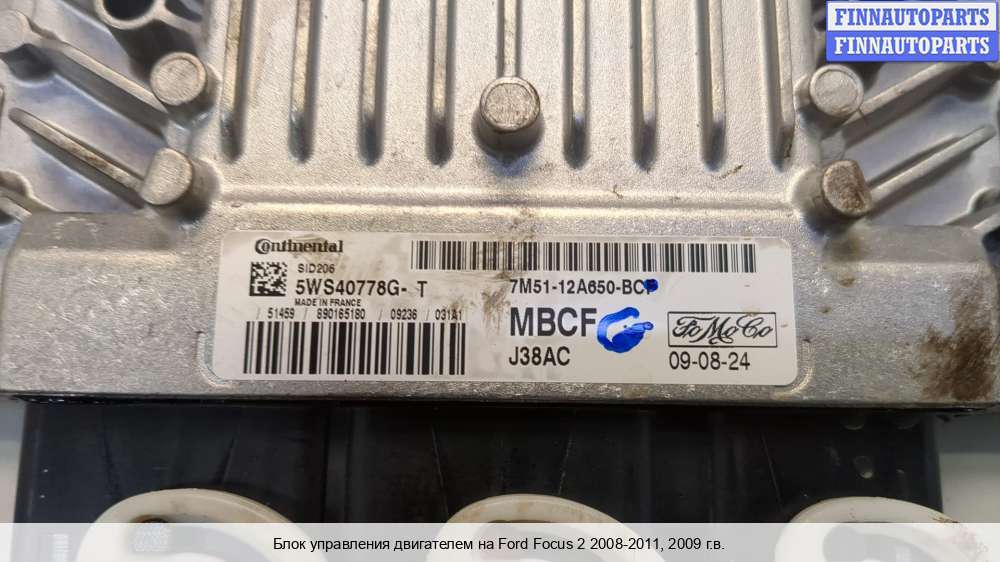 FINNAUTOPARTS
FINNAUTOPARTS
Continental
SID206
5WS40778G- T
MADE IN FRANCE
/ 51459 / 890165180 / 09236 / 031A1
7M51-12A650-BCF
MBCF
J38AC
FoMoCo
09-08-24
Блок управления двигателем на Ford Focus 2 2008-2011, 2009 г.в.